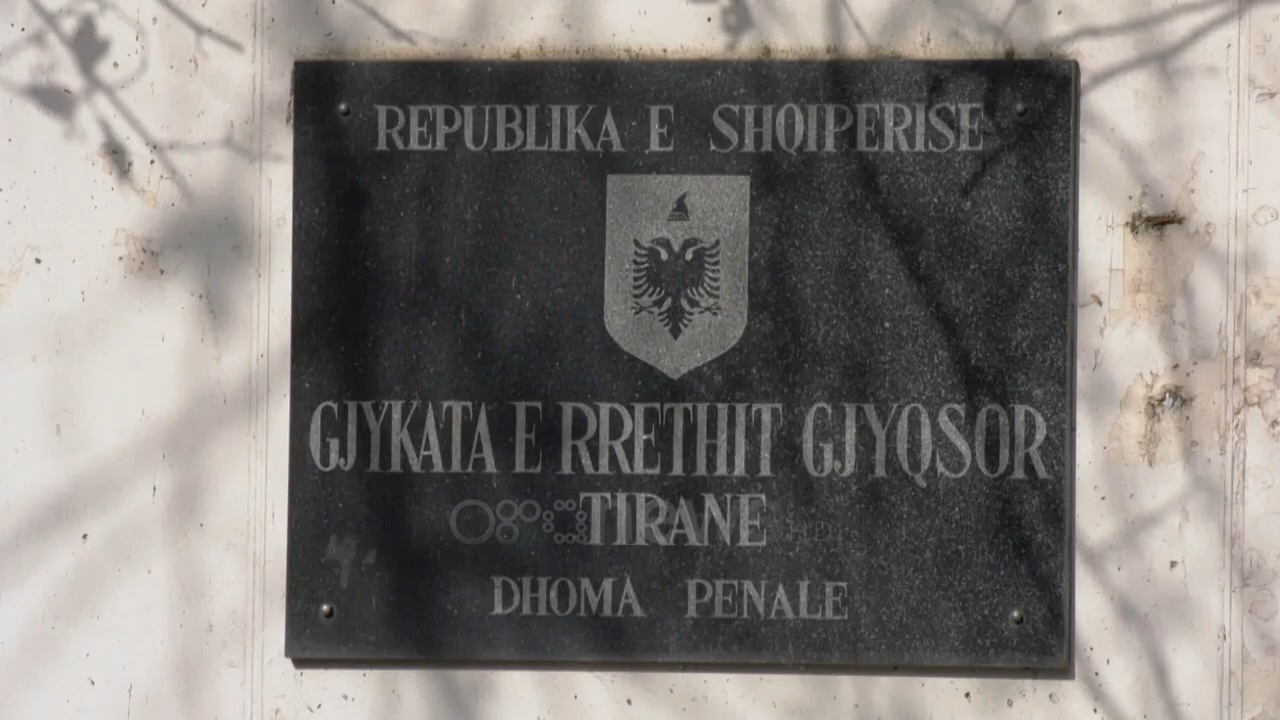 REPUBLIKA E SHQIPERISE
GJYKATA E RRETHIT GJYQSOR
TIRANE
DHOMA PENALE